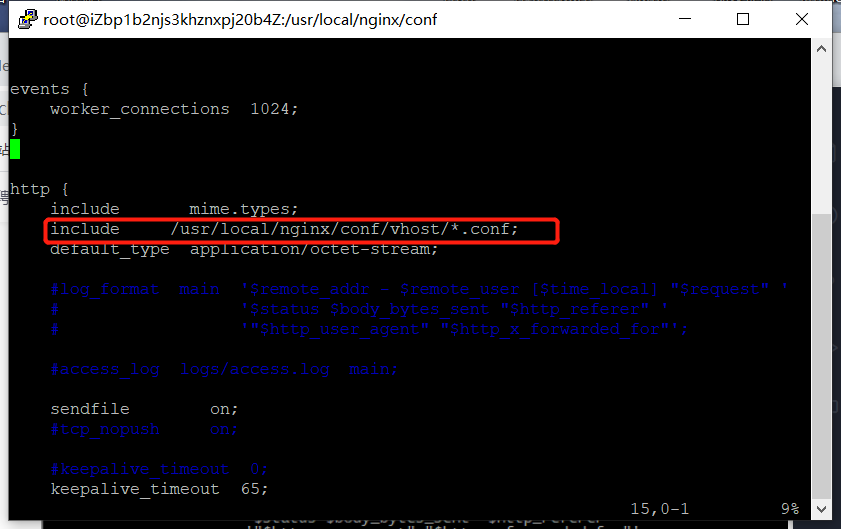 root@iZbp1b2njs3khznxpj20b4Z:/usr/local/nginx/conf
events {
    worker_connections  1024;
}
http {
    include       mime.types;
    include     /usr/local/nginx/conf/vhost/*.conf;
    default_type  application/octet-stream;
    #log_format  main  '$remote_addr - $remote_user [$time_local] "$request" '
    #                  '$status $body_bytes_sent "$http_referer" '
    #                  '"$http_user_agent" "$http_x_forwarded_for"';
    #access_log  logs/access.log  main;
    sendfile        on;
    #tcp_nopush     on;
    #keepalive_timeout  0;
    keepalive_timeout  65;
15,0-1         9%